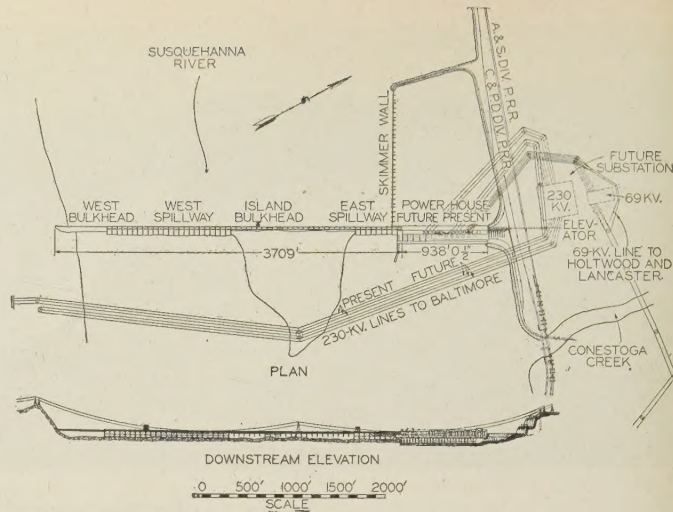 SUSQUEHANNA
RIVER
A.& S. DIV. P.R.R.
C.& P.D. DIV. P.R.R.
SKIMMER WALL
FUTURE
SUBSTATION
WEST
BULKHEAD
WEST
SPILLWAY
ISLAND
BULKHEAD
EAST
SPILLWAY
POWER HOUSE
FUTURE PRESENT
230
KV.
69 KV.
ELEV-
ATOR
3709'
938' 0 1/2"
69-KV. LINE TO
HOLTWOOD AND
LANCASTER
PRESENT FUTURE
230-KV. LINES TO BALTIMORE
CONESTOGA
CREEK
PLAN
DOWNSTREAM ELEVATION
0 500' 1000' 1500' 2000'
SCALE